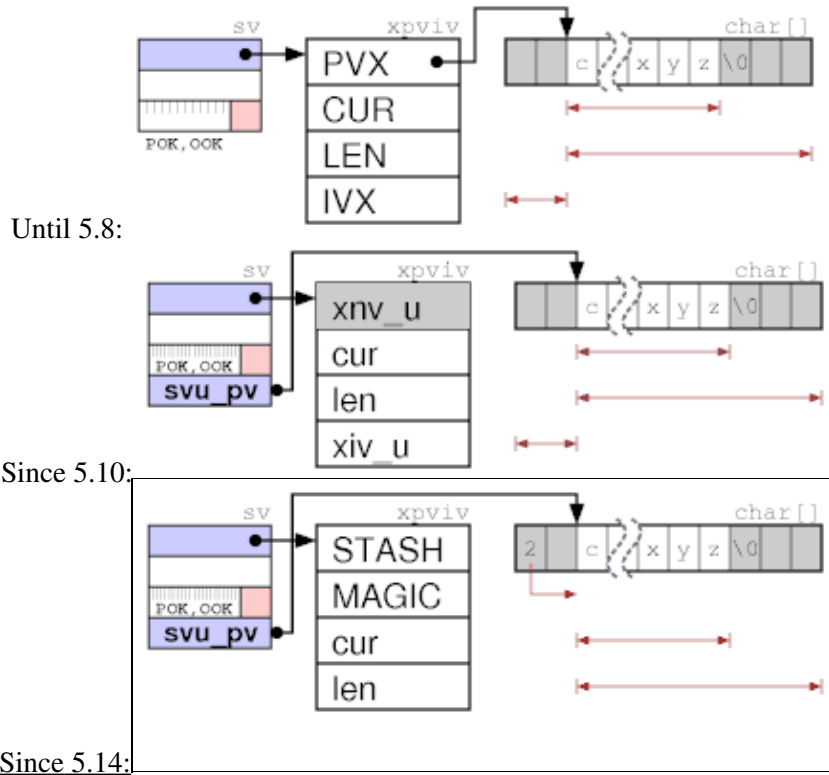 sv xpviv char[]
PVX c x y z \0
CUR
LEN
IVX
POK,OOK
Until 5.8:
sv xpviv char[]
xnv_u c x y z \0
cur
POK,OOK
svu_pv len
xiv_u
Since 5.10:
sv xpviv char[]
STASH 2 c x y z \0
MAGIC
POK,OOK
svu_pv cur
len
Since 5.14: